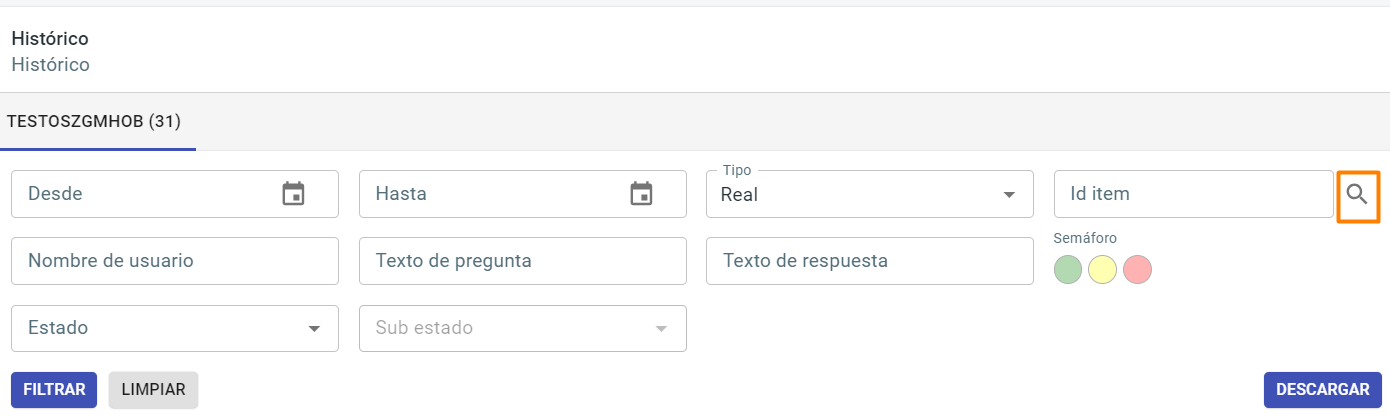 Histórico
Histórico
TESTOSZGMHOB (31)
Desde
Hasta
Tipo
Real
Id item
Nombre de usuario
Texto de pregunta
Texto de respuesta
Semáforo
Estado
Sub estado
FILTRAR
LIMPIAR
DESCARGAR